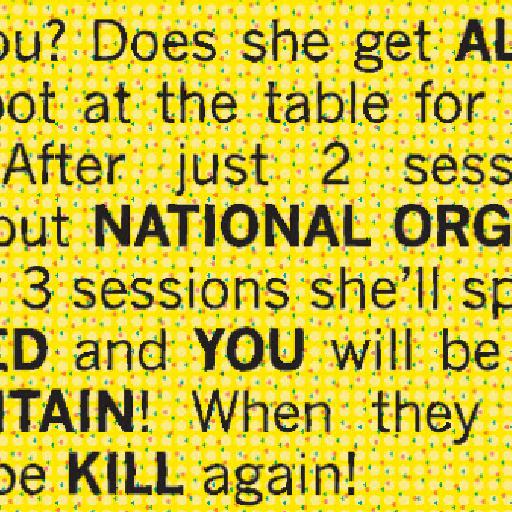 ou? Does she get AL
oot at the table for
After just 2 sess
out NATIONAL ORG
3 sessions she'll sp
ED and YOU will be
NTAIN! When they
be KILL again!